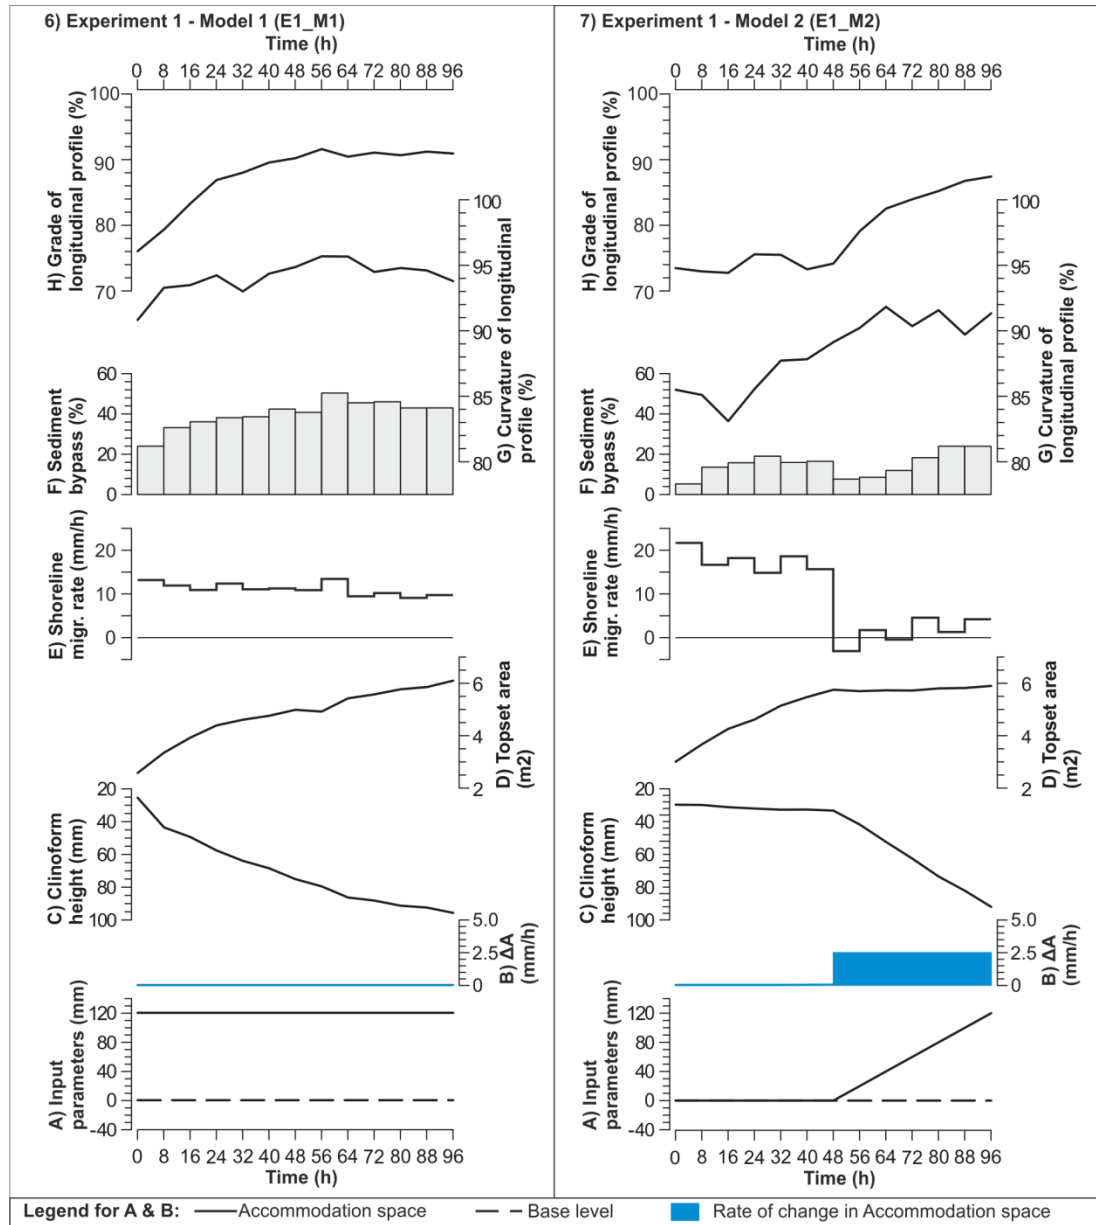 6) Experiment 1 - Model 1 (E1_M1)
Time (h)
0 8 16 24 32 40 48 56 64 72 80 88 96
H) Grade of
longitudinal profile (%)
100
90
80
70
G) Curvature of longitudinal
profile (%)
100
95
90
85
80
F) Sediment
bypass (%)
60
40
20
0
E) Shoreline
migr. rate (mm/h)
20
10
0
D) Topset area
(m2)
6
4
2
C) Clinoform
height (mm)
20
40
60
80
100
B) ΔA
(mm/h)
5.0
2.5
0
A) Input
parameters (mm)
120
80
40
0
-40
0 8 16 24 32 40 48 56 64 72 80 88 96
Time (h)
7) Experiment 1 - Model 2 (E1_M2)
Time (h)
0 8 16 24 32 40 48 56 64 72 80 88 96
H) Grade of
longitudinal profile (%)
100
90
80
70
G) Curvature of
longitudinal profile (%)
100
95
90
85
80
F) Sediment
bypass (%)
60
40
20
0
E) Shoreline
migr. rate (mm/h)
20
10
0
D) Topset area
(m2)
6
4
2
C) Clinoform
height (mm)
20
40
60
80
100
B) ΔA
(mm/h)
5.0
2.5
0
A) Input
parameters (mm)
120
80
40
0
-40
0 8 16 24 32 40 48 56 64 72 80 88 96
Time (h)
Legend for A & B: Accommodation space Base level Rate of change in Accommodation space